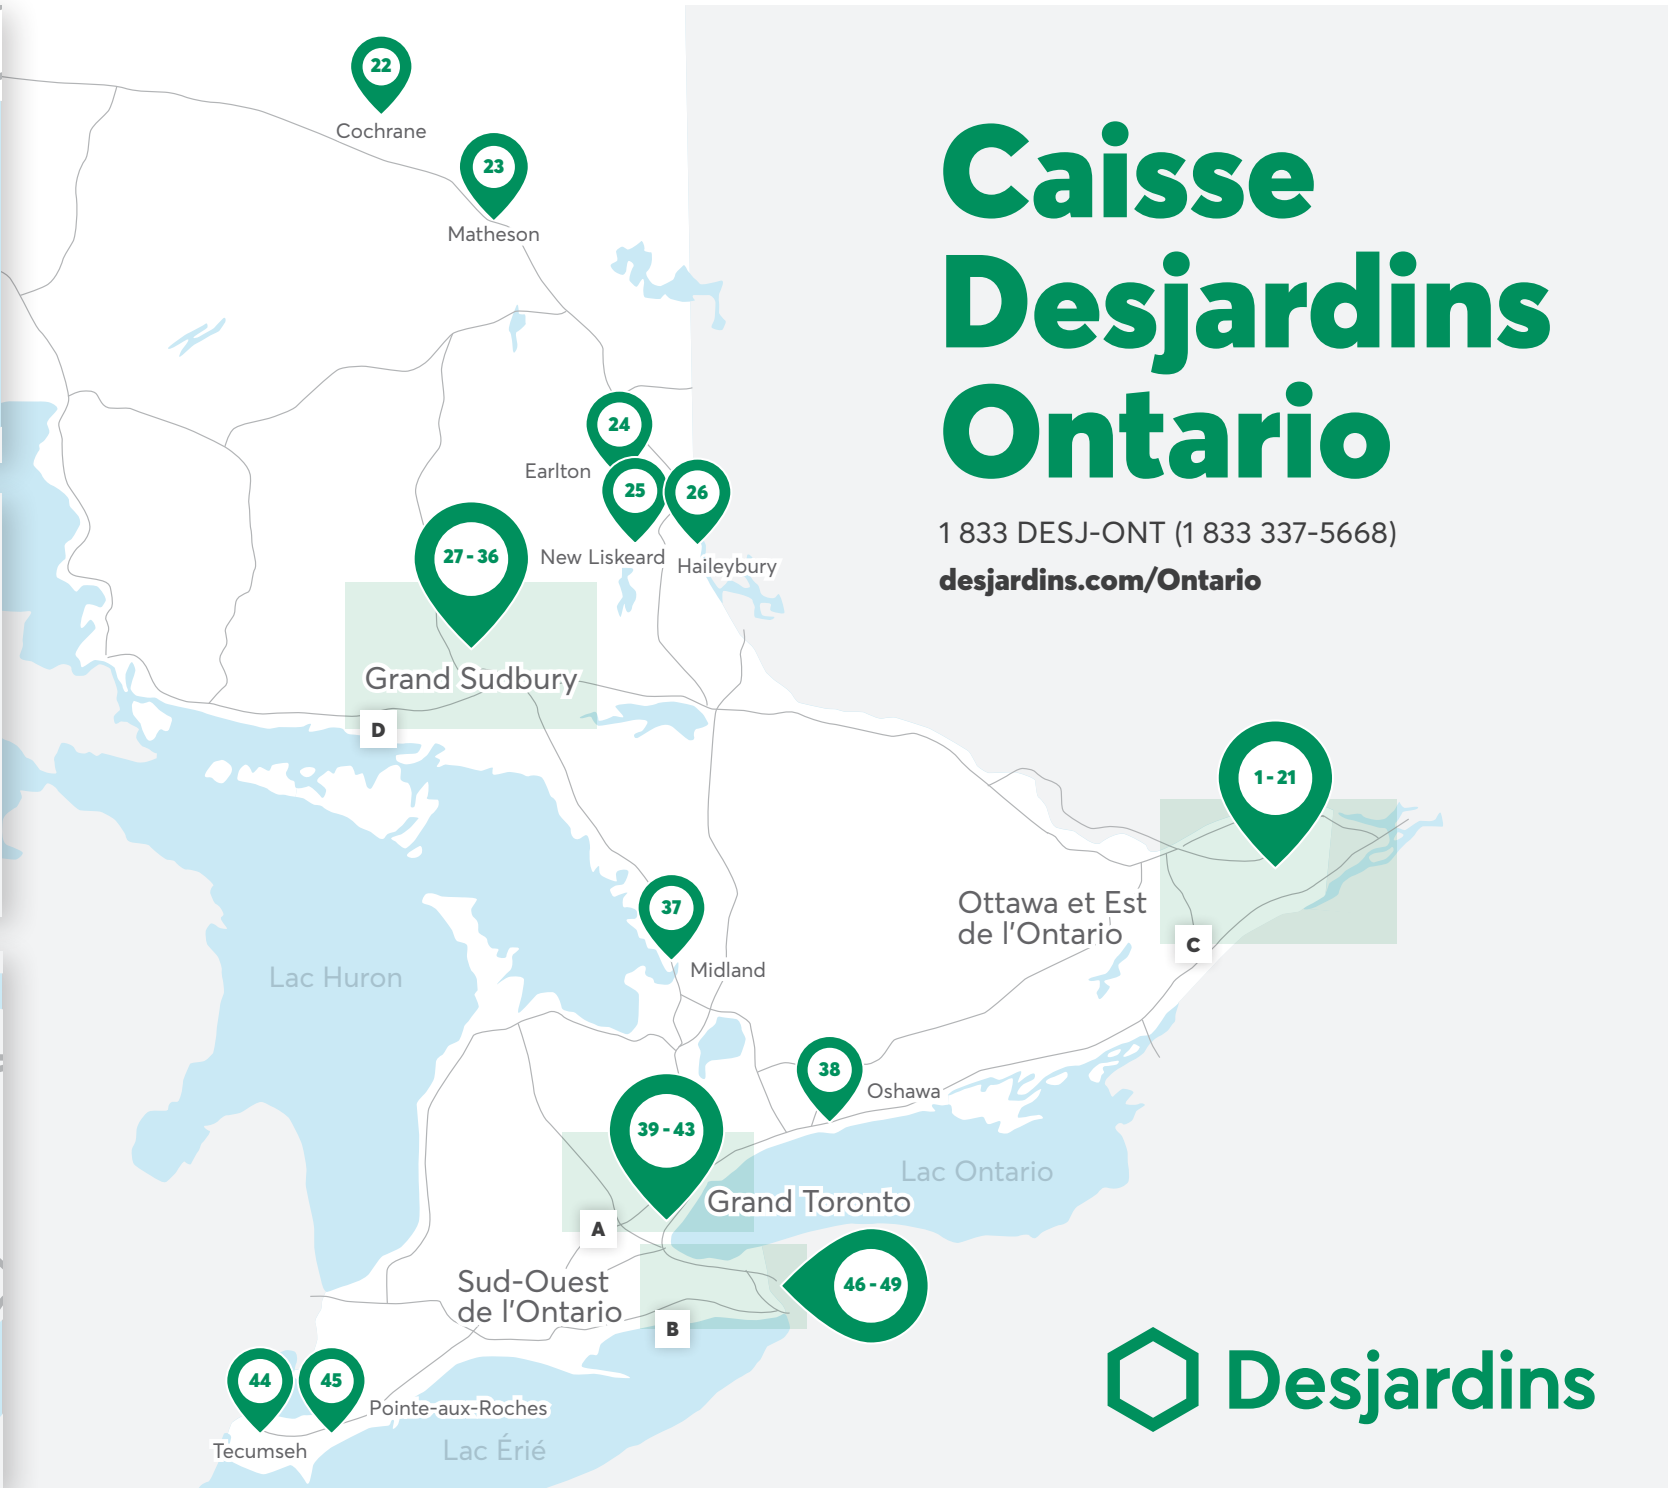 22
Cochrane
23
Matheson
Caisse
Desjardins
Ontario
1 833 DESJ-ONT (1 833 337-5668)
desjardins.com/Ontario
24
Earlton
25
26
New Liskeard
Haileybury
27 - 36
Grand Sudbury
D
1 - 21
Ottawa et Est
de l'Ontario
C
37
Midland
Lac Huron
38
Oshawa
39 - 43
Lac Ontario
Grand Toronto
A
Sud-Ouest
de l'Ontario
46 - 49
B
44
45
Pointe-aux-Roches
Tecumseh
Lac Érié
Desjardins